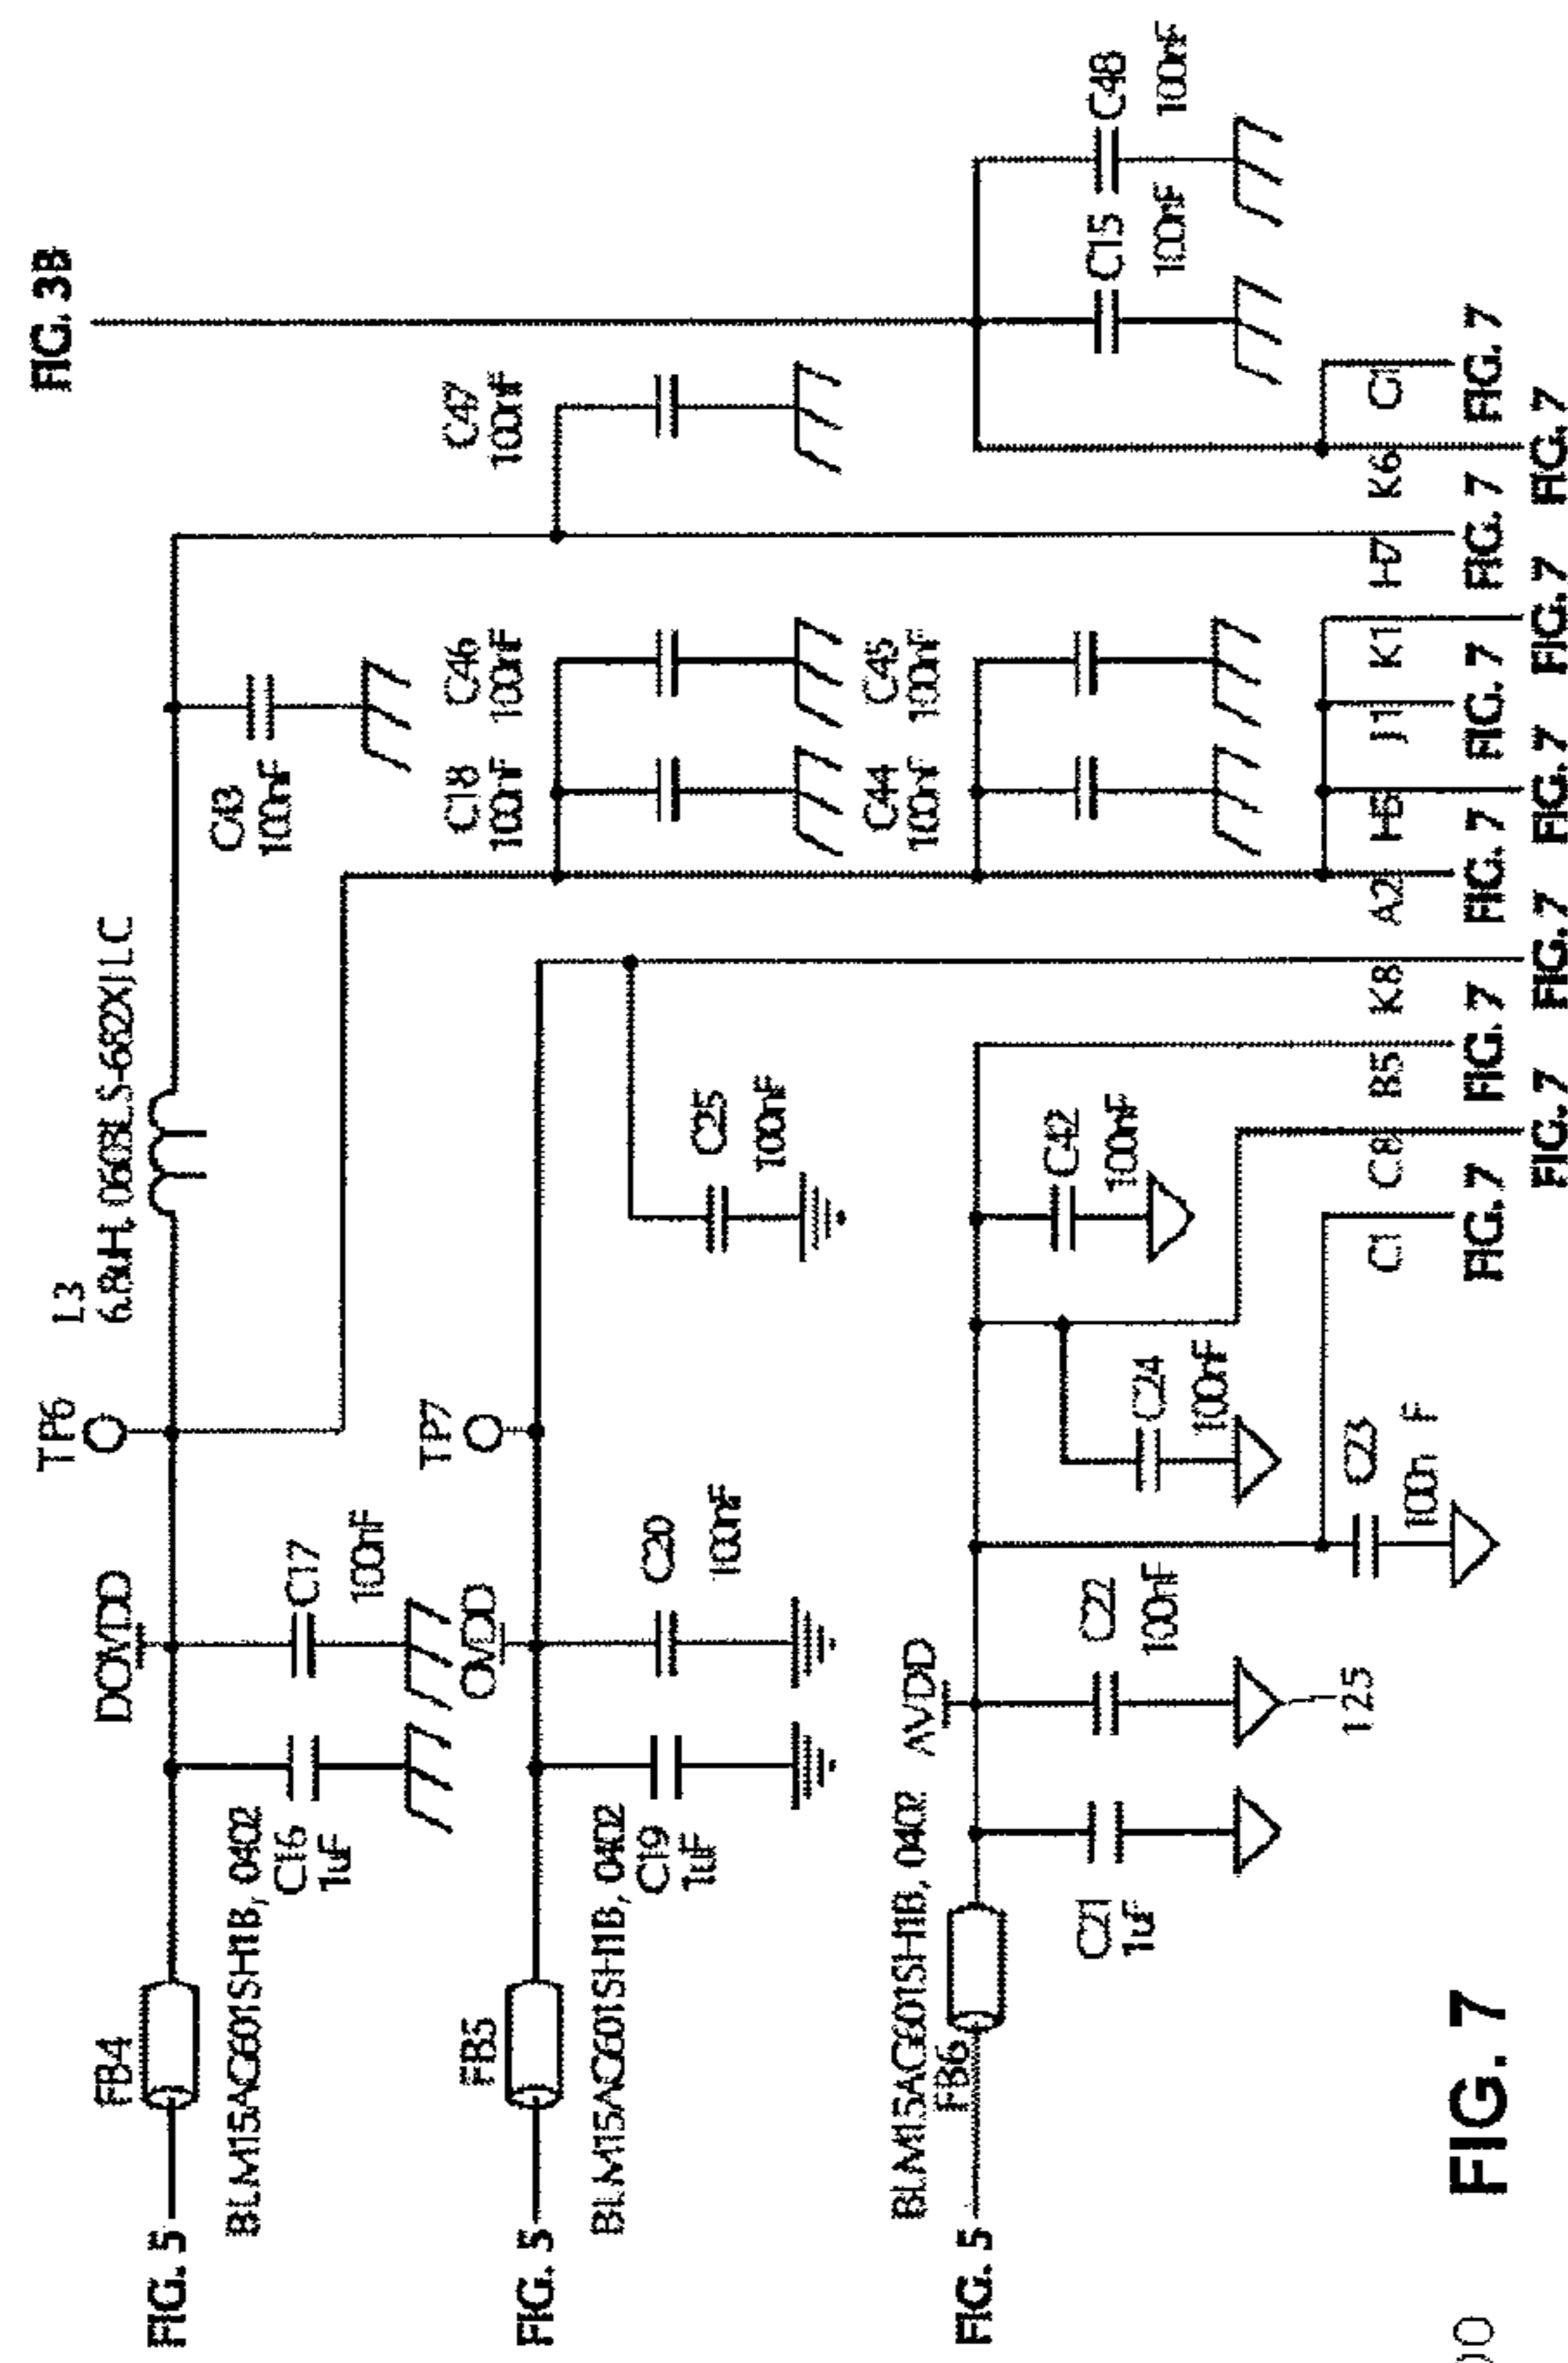 FIG. 3B
L3
6.8uH, 0603LS-682XJLC
TP6
DOVDD
FB4
FIG. 5
BLM15AG601SH1B, 0402
C16
1uF
C17
100nF
C43
100nF
C47
100nF
C46
100nF
C18
100nF
TP7
OVDD
FB5
FIG. 5
BLM15AG601SH1B, 0402
C19
1uF
C20
100nF
C25
100nF
C45
100nF
C44
100nF
C48
100nF
C15
100nF
AVDD
BLM15AG601SH1B, 0402
FB6
FIG. 5
C21
1uF
C22
100nF
125
C23
100n F
C24
100nF
C42
100nF
C1
C8
B5
K8
A2
H5
J1
K1
H7
K6
G1
FIG. 7
FIG. 7
FIG. 7
FIG. 7
FIG. 7
FIG. 7
FIG. 7
FIG. 7
FIG. 7
FIG. 7
FIG. 7
FIG. 7